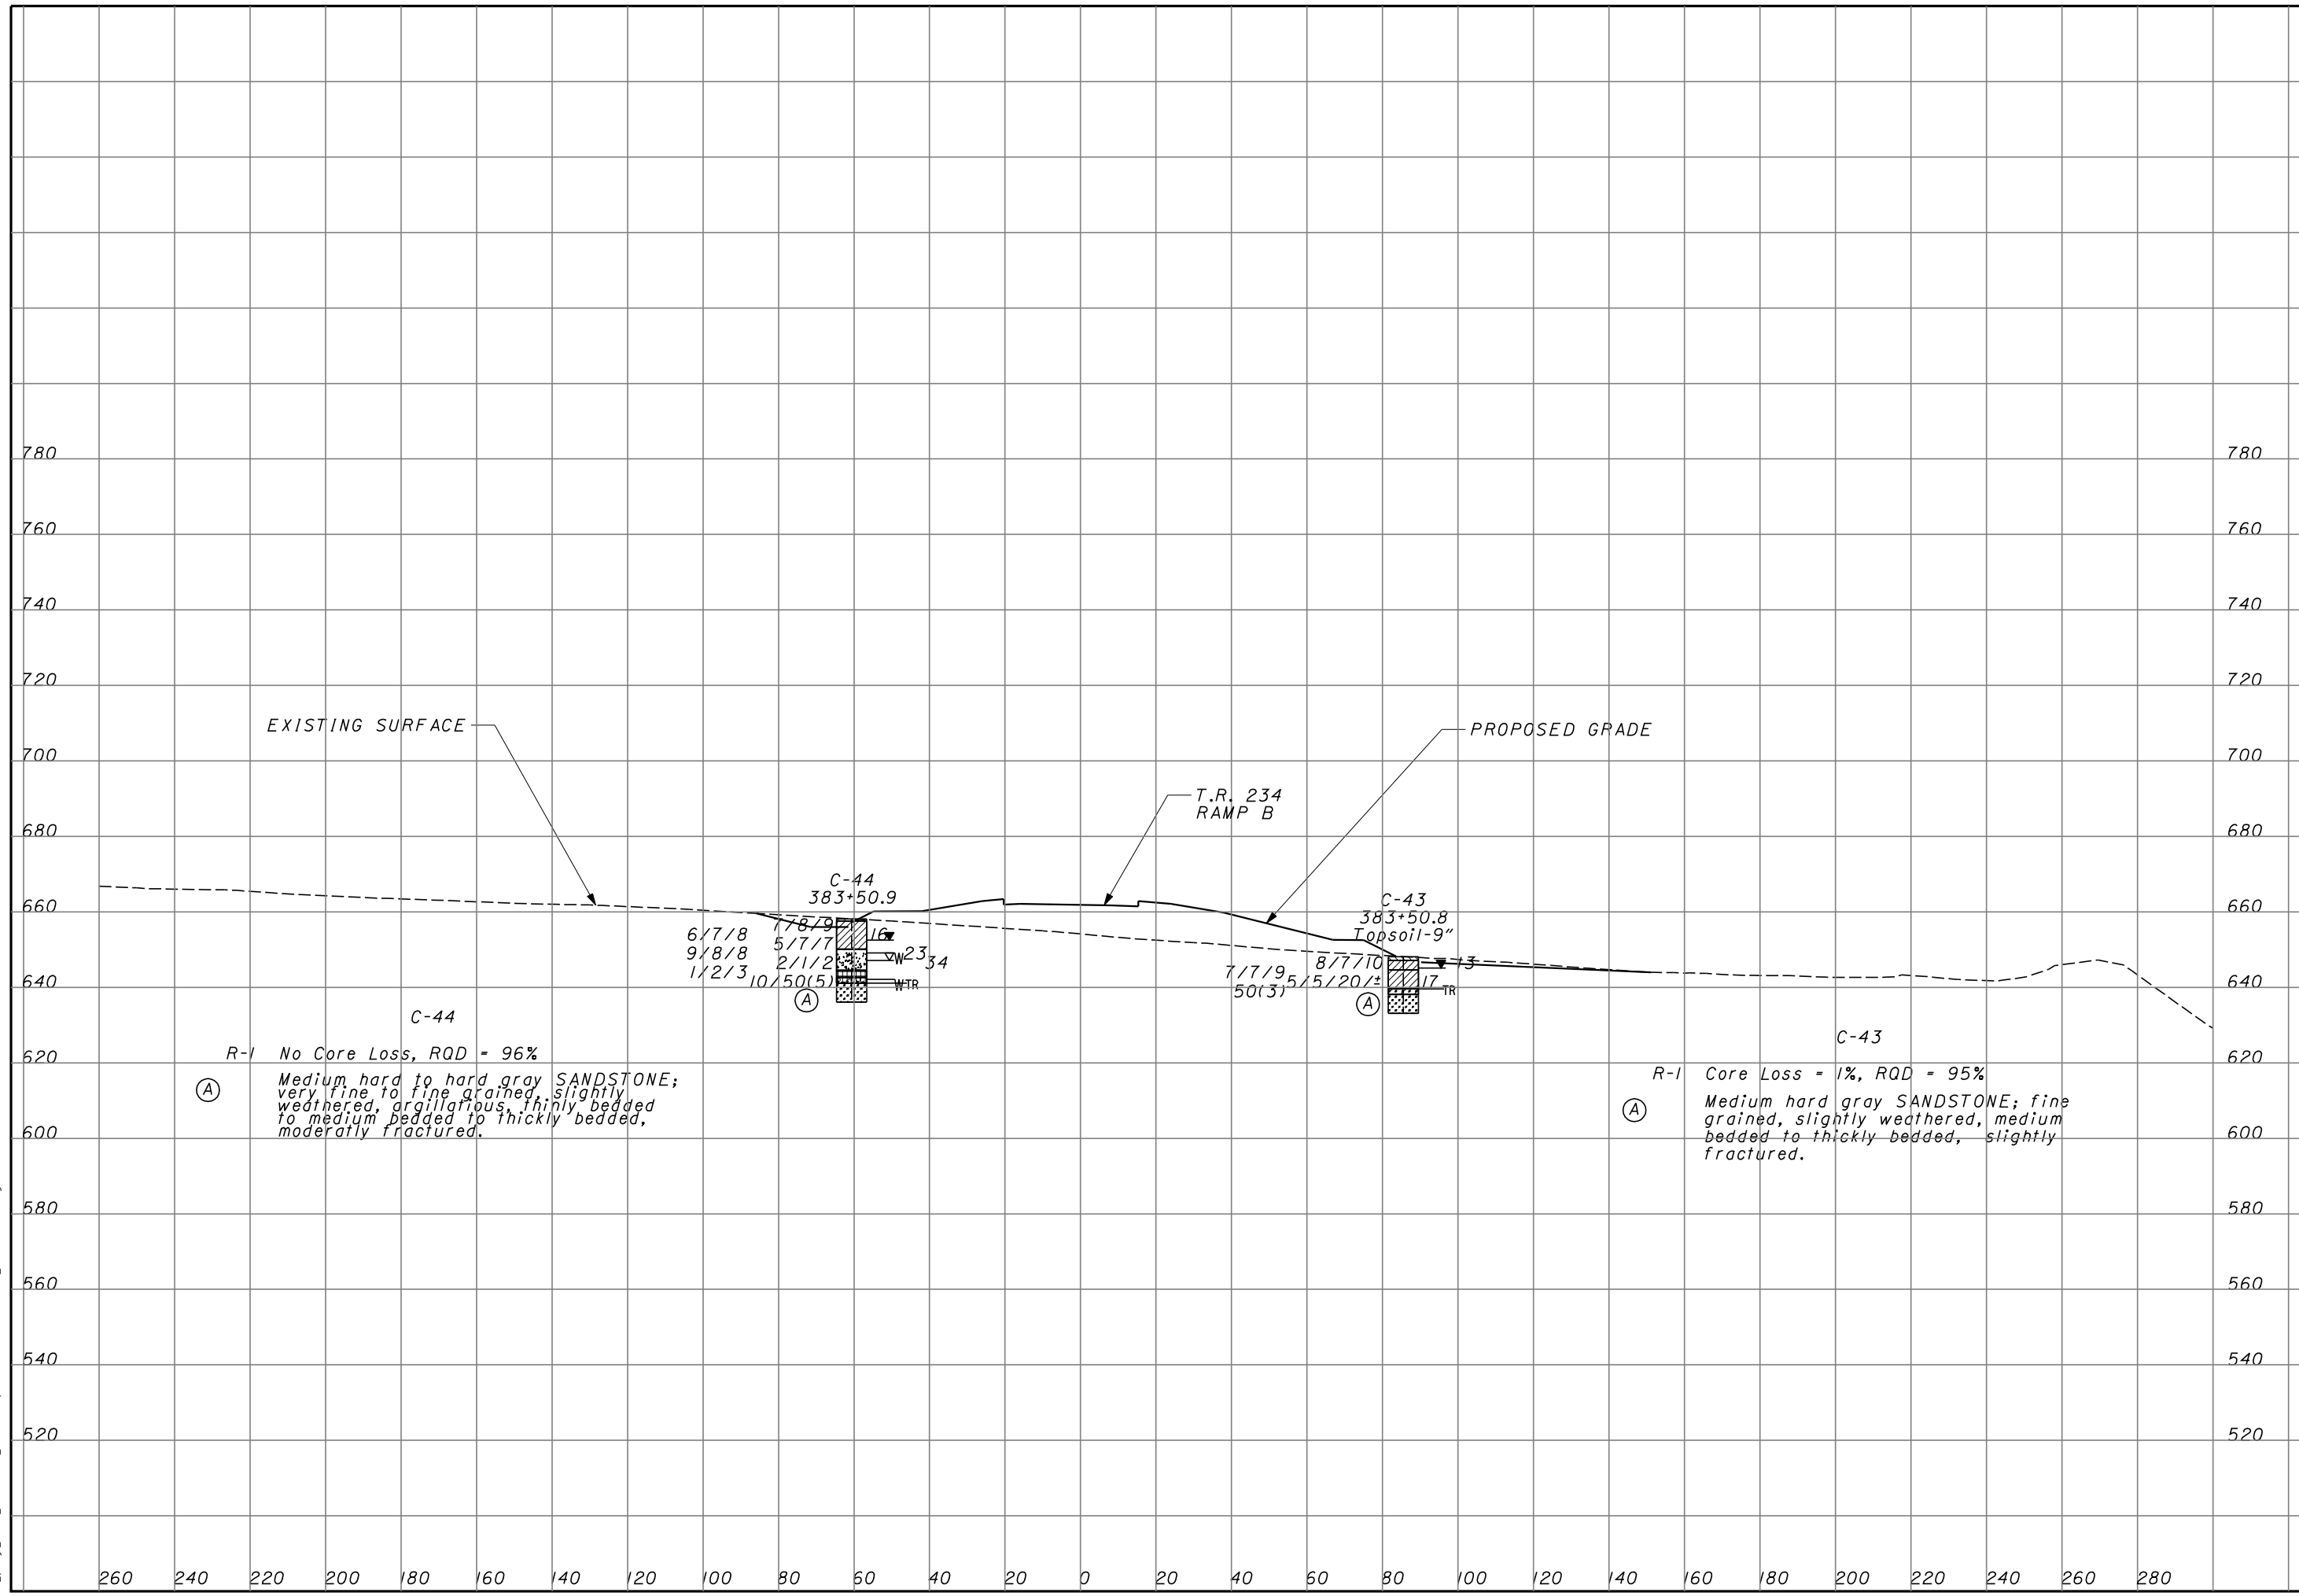 780 780
760 760
740 740
720 720
EXISTING SURFACE
PROPOSED GRADE
700 700
T.R. 234
RAMP B
680 680
C-44
383+50.9
C-43
383+50.8
Topsoil-9"
660 660
7/8/9 16
6/7/8 5/7/7
9/8/8 2/1/2 W 23 34
1/2/3 10/50(5) W TR
A
8/7/10 13
7/7/9 5/5/20/± 17
50(3) TR
A
640 640
C-44
R-1 No Core Loss, RQD = 96%
A
Medium hard to hard gray SANDSTONE;
very fine to fine grained, slightly
weathered, argillatious, thinly bedded
to medium bedded to thickly bedded,
moderatly fractured.
C-43
R-1 Core Loss = 1%, RQD = 95%
A
Medium hard gray SANDSTONE; fine
grained, slightly weathered, medium
bedded to thickly bedded, slightly
fractured.
620 620
600 600
580 580
560 560
540 540
520 520
260 240 220 200 180 160 140 120 100 80 60 40 20 0 20 40 60 80 100 120 140 160 180 200 220 240 260 280